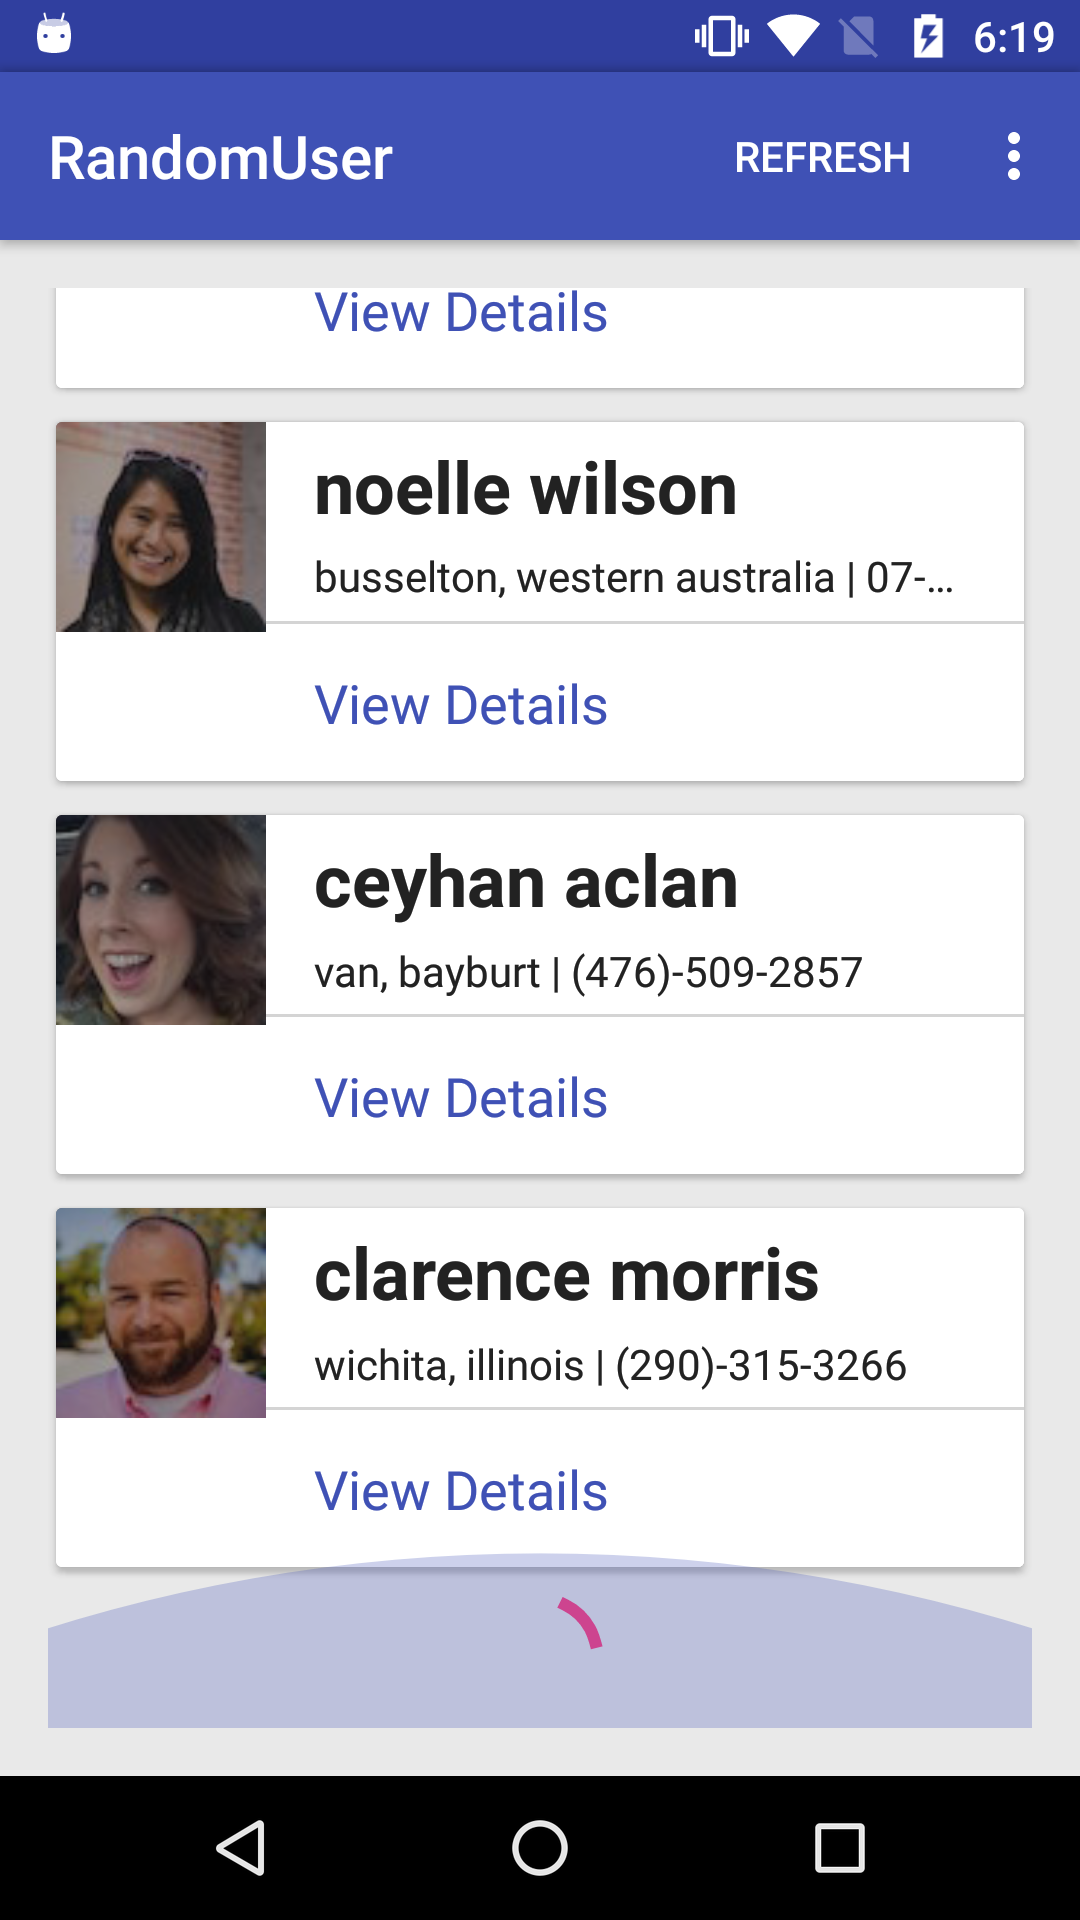 6:19
RandomUser REFRESH
View Details
noelle wilson
busselton, western australia | 07-...
View Details
ceyhan aclan
van, bayburt | (476)-509-2857
View Details
clarence morris
wichita, illinois | (290)-315-3266
View Details